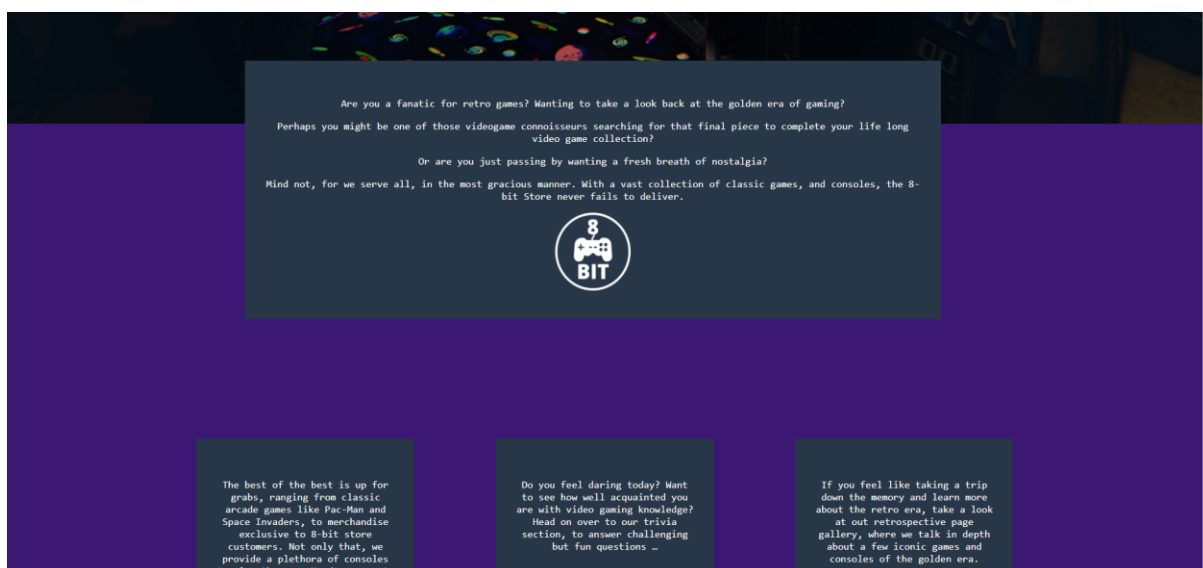 Are you a fanatic for retro games? Wanting to take a look back at the golden era of gaming?
Perhaps you might be one of those videogame connoisseurs searching for that final piece to complete your life long
video game collection?
Or are you just passing by wanting a fresh breath of nostalgia?
Mind not, for we serve all, in the most gracious manner. With a vast collection of classic games, and consoles, the 8-
bit Store never fails to deliver.
8
BIT
The best of the best is up for
grabs, ranging from classic
arcade games like Pac-Man and
Space Invaders, to merchandise
exclusive to 8-bit store
customers. Not only that, we
provide a plethora of consoles
Do you feel daring today? Want
to see how well acquainted you
are with video gaming knowledge?
Head on over to our trivia
section, to answer challenging
but fun questions …
If you feel like taking a trip
down the memory and learn more
about the retro era, take a look
at out retrospective page
gallery, where we talk in depth
about a few iconic games and
consoles of the golden era.